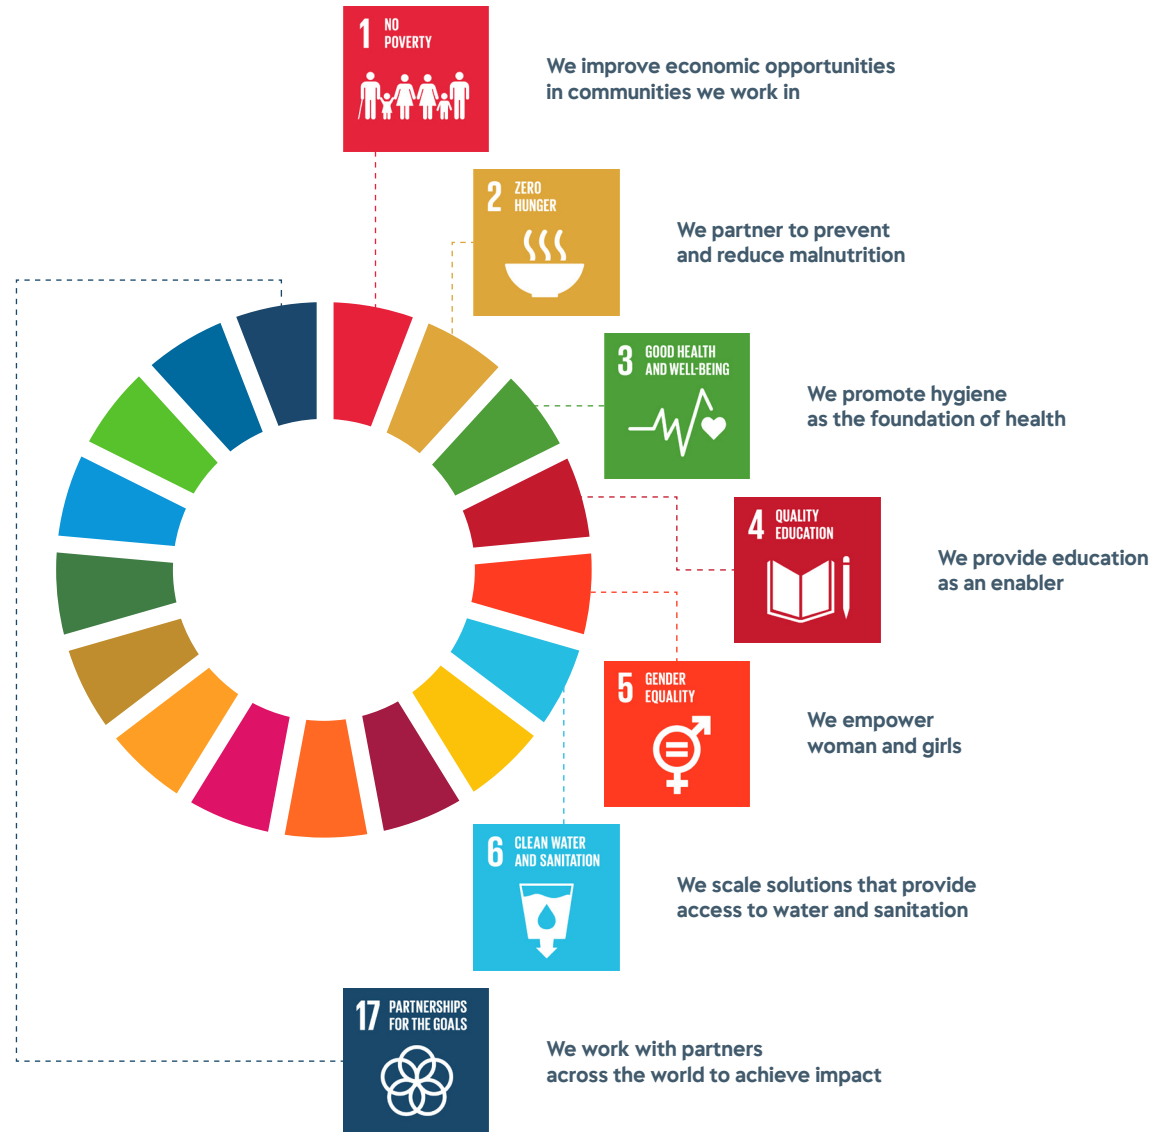 1 NO
POVERTY
We improve economic opportunities
in communities we work in
2 ZERO
HUNGER
We partner to prevent
and reduce malnutrition
3 GOOD HEALTH
AND WELL-BEING
We promote hygiene
as the foundation of health
4 QUALITY
EDUCATION
We provide education
as an enabler
5 GENDER
EQUALITY
We empower
woman and girls
6 CLEAN WATER
AND SANITATION
We scale solutions that provide
access to water and sanitation
17 PARTNERSHIPS
FOR THE GOALS
We work with partners
across the world to achieve impact